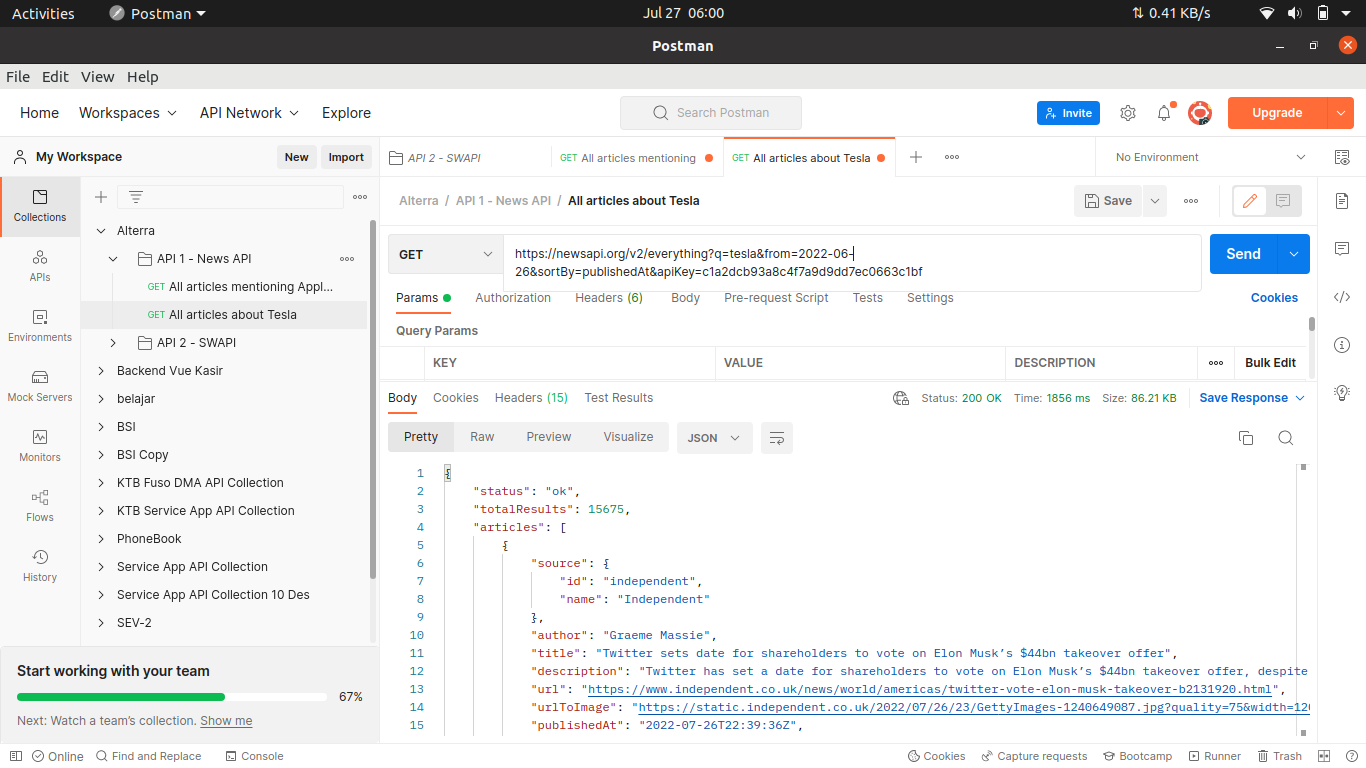 Activities Postman Jul 27 06:00 0.41 KB/s
Postman
File Edit View Help
Home Workspaces API Network Explore Search Postman Invite Upgrade
My Workspace New Import API 2 - SWAPI GET All articles mentioning GET All articles about Tesla No Environment
Collections
APIs
Environments
Mock Servers
Monitors
Flows
History
Alterra
API 1 - News API
GET All articles mentioning Appl...
GET All articles about Tesla
API 2 - SWAPI
Backend Vue Kasir
belajar
BSI
BSI Copy
KTB Fuso DMA API Collection
KTB Service App API Collection
PhoneBook
Service App API Collection
Service App API Collection 10 Des
SEV-2
Start working with your team
67%
Next: Watch a team's collection. Show me
Alterra / API 1 - News API / All articles about Tesla Save
GET https://newsapi.org/v2/everything?q=tesla&from=2022-06- Send
26&sortBy=publishedAt&apiKey=c1a2dcb93a8c4f7a9d9dd7ec0663c1bf
Params Authorization Headers (6) Body Pre-request Script Tests Settings Cookies
Query Params
KEY VALUE DESCRIPTION Bulk Edit
Body Cookies Headers (15) Test Results Status: 200 OK Time: 1856 ms Size: 86.21 KB Save Response
Pretty Raw Preview Visualize JSON
1 {
2 "status": "ok",
3 "totalResults": 15675,
4 "articles": [
5 {
6 "source": {
7 "id": "independent",
8 "name": "Independent"
9 },
10 "author": "Graeme Massie",
11 "title": "Twitter sets date for shareholders to vote on Elon Musk’s $44bn takeover offer",
12 "description": "Twitter has set a date for shareholders to vote on Elon Musk’s $44bn takeover offer, despite
13 "url": "https://www.independent.co.uk/news/world/americas/twitter-vote-elon-musk-takeover-b2131920.html",
14 "urlToImage": "https://static.independent.co.uk/2022/07/26/23/GettyImages-1240649087.jpg?quality=75&width=120
15 "publishedAt": "2022-07-26T22:39:36Z",
Online Find and Replace Console Cookies Capture requests Bootcamp Runner Trash